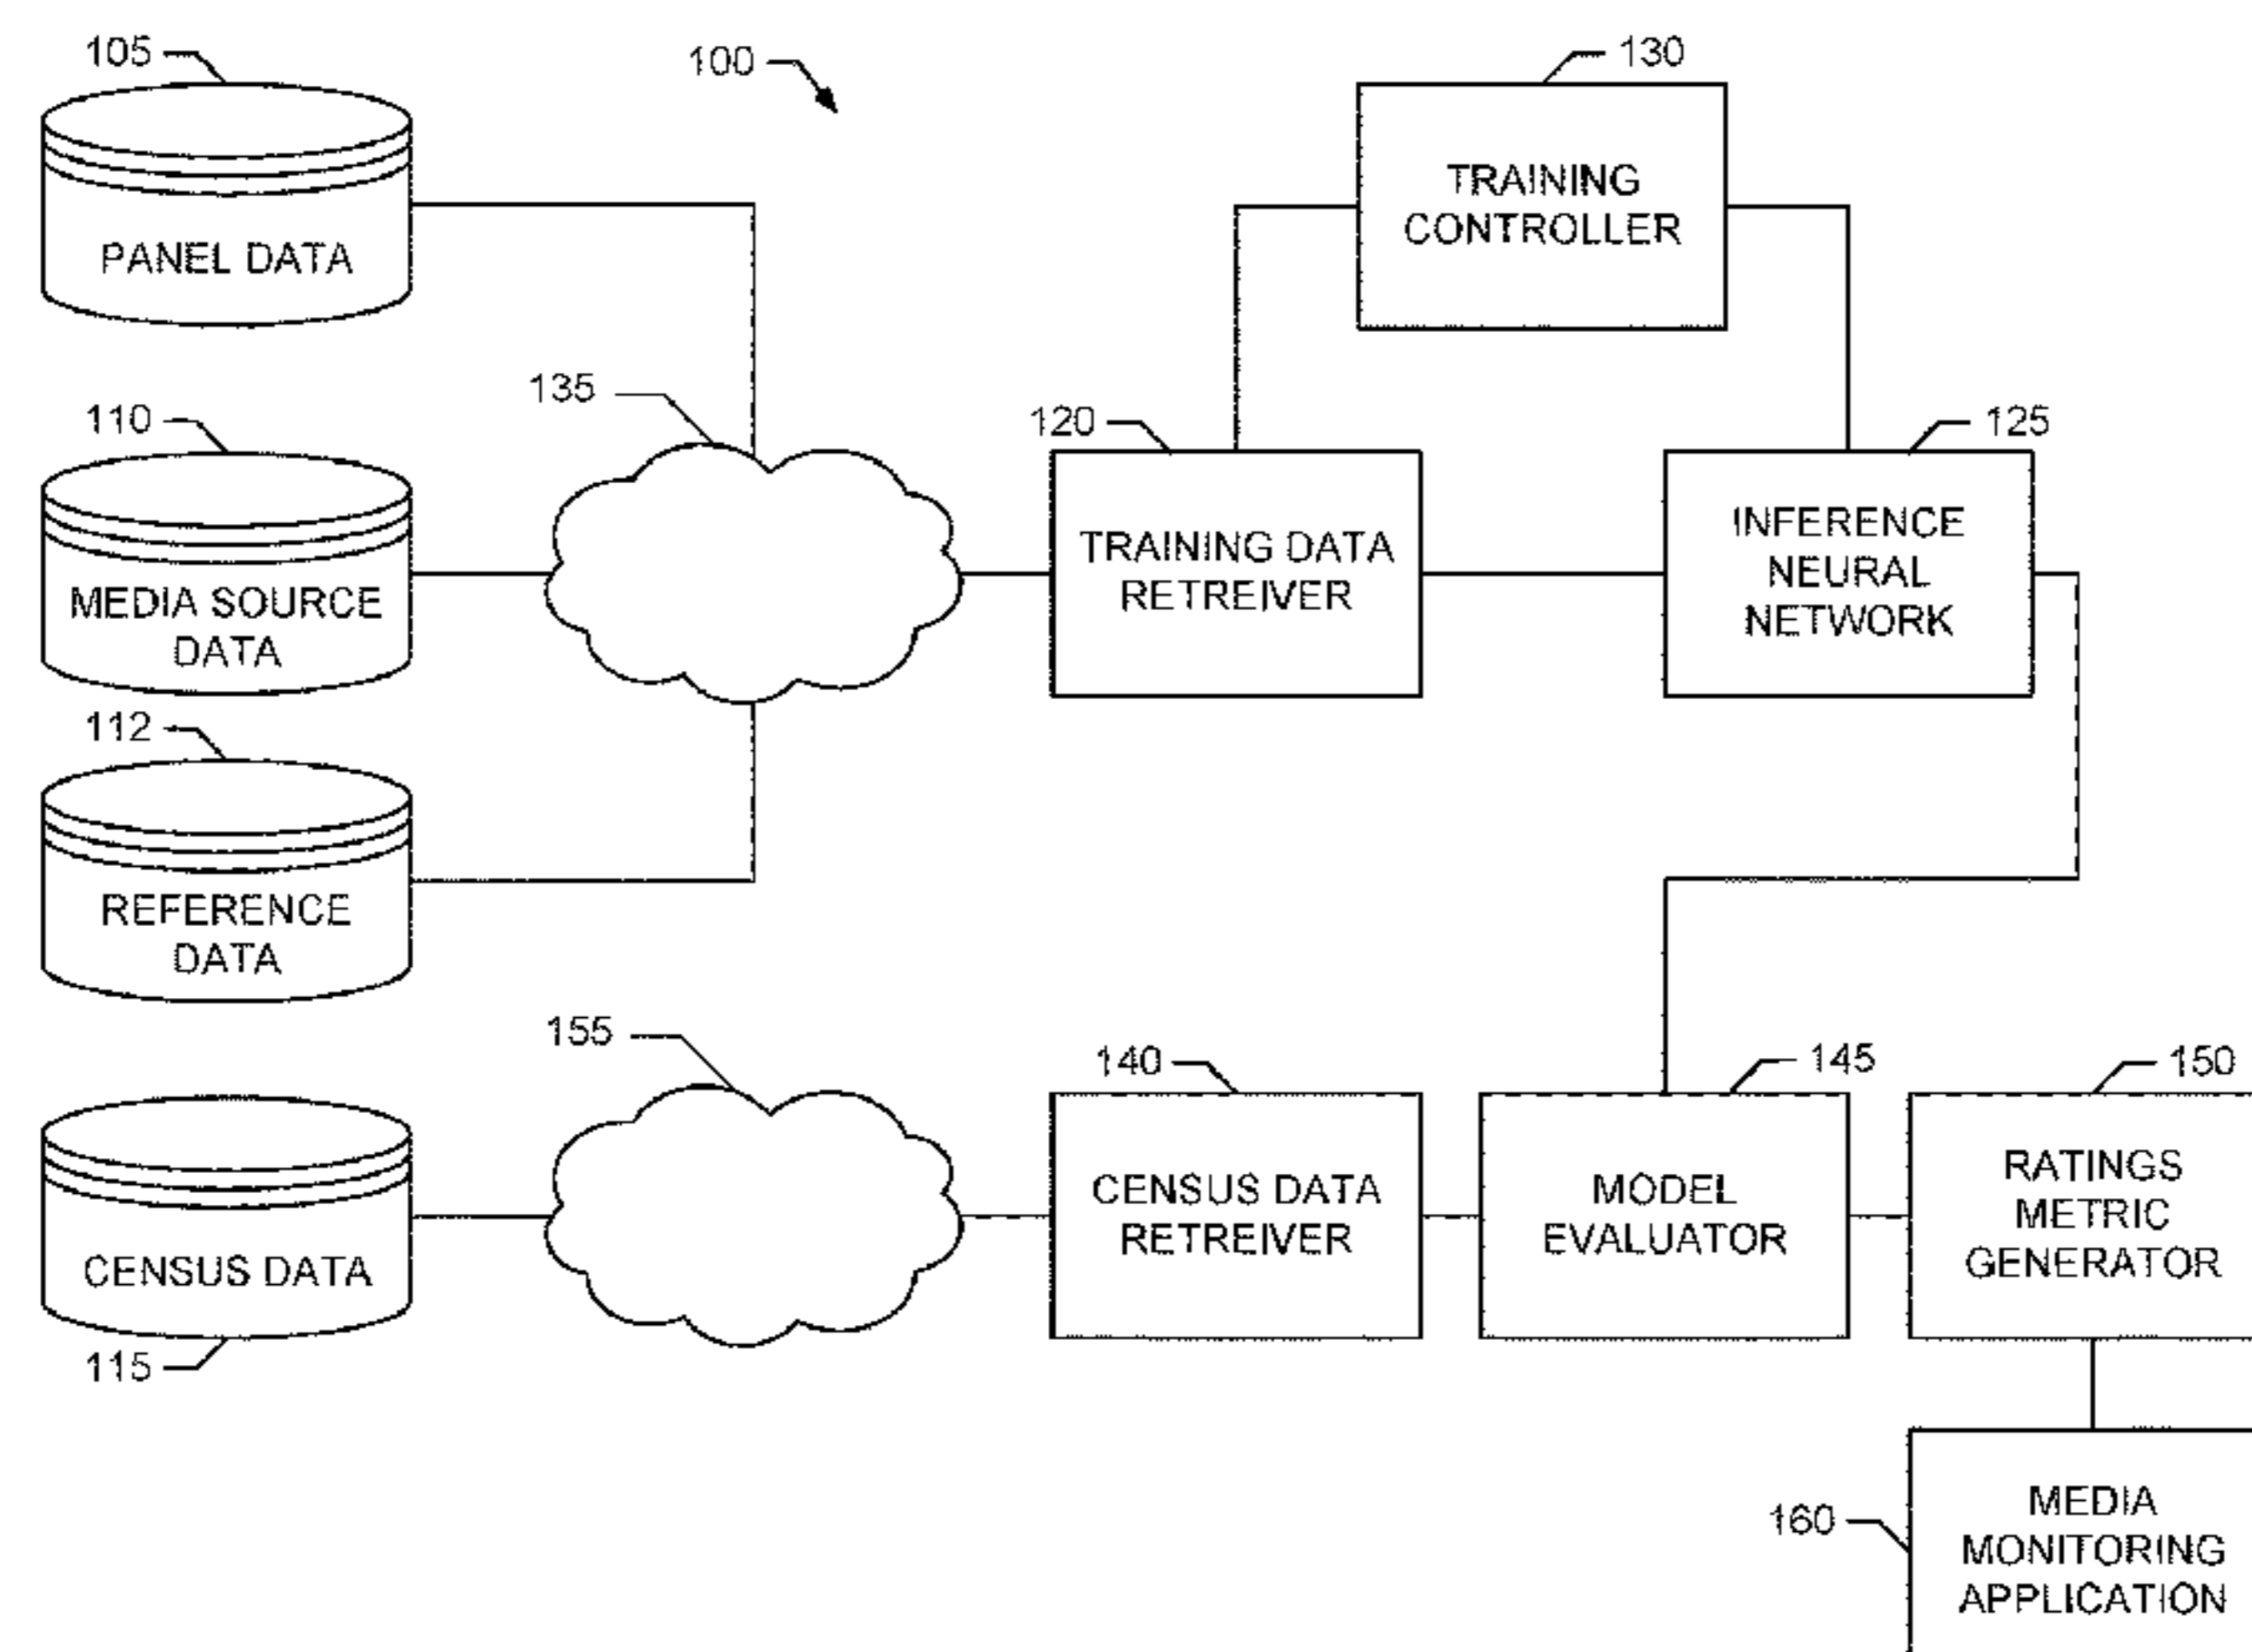 105
100
130
PANEL DATA
TRAINING
CONTROLLER
135
110
120
125
MEDIA SOURCE
DATA
TRAINING DATA
RETREIVER
INFERENCE
NEURAL
NETWORK
112
REFERENCE
DATA
155
140
145
150
CENSUS DATA
115
CENSUS DATA
RETREIVER
MODEL
EVALUATOR
RATINGS
METRIC
GENERATOR
160
MEDIA
MONITORING
APPLICATION